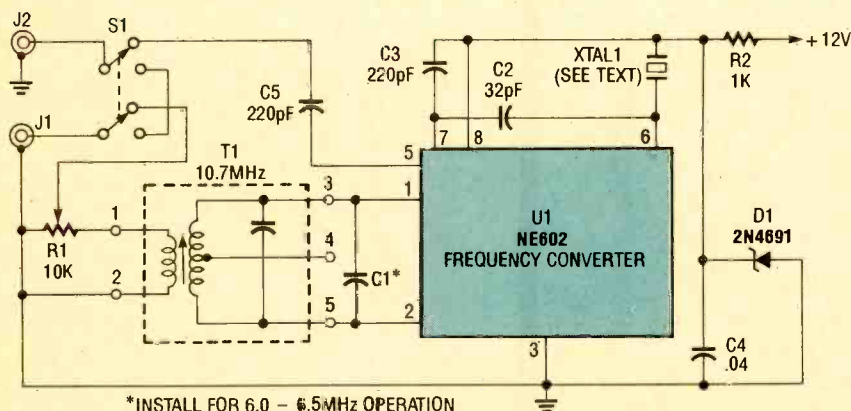 J2
S1
C3
220pF
C2
32pF
XTAL1
(SEE TEXT)
R2
1K
+12V
C5
220pF
J1
T1
10.7MHz
7
8
6
5
1
2
3
U1
NE602
FREQUENCY CONVERTER
D1
2N4691
R1
10K
1
2
3
4
5
C1*
C4
.04
*INSTALL FOR 6.0 – 6.5MHz OPERATION